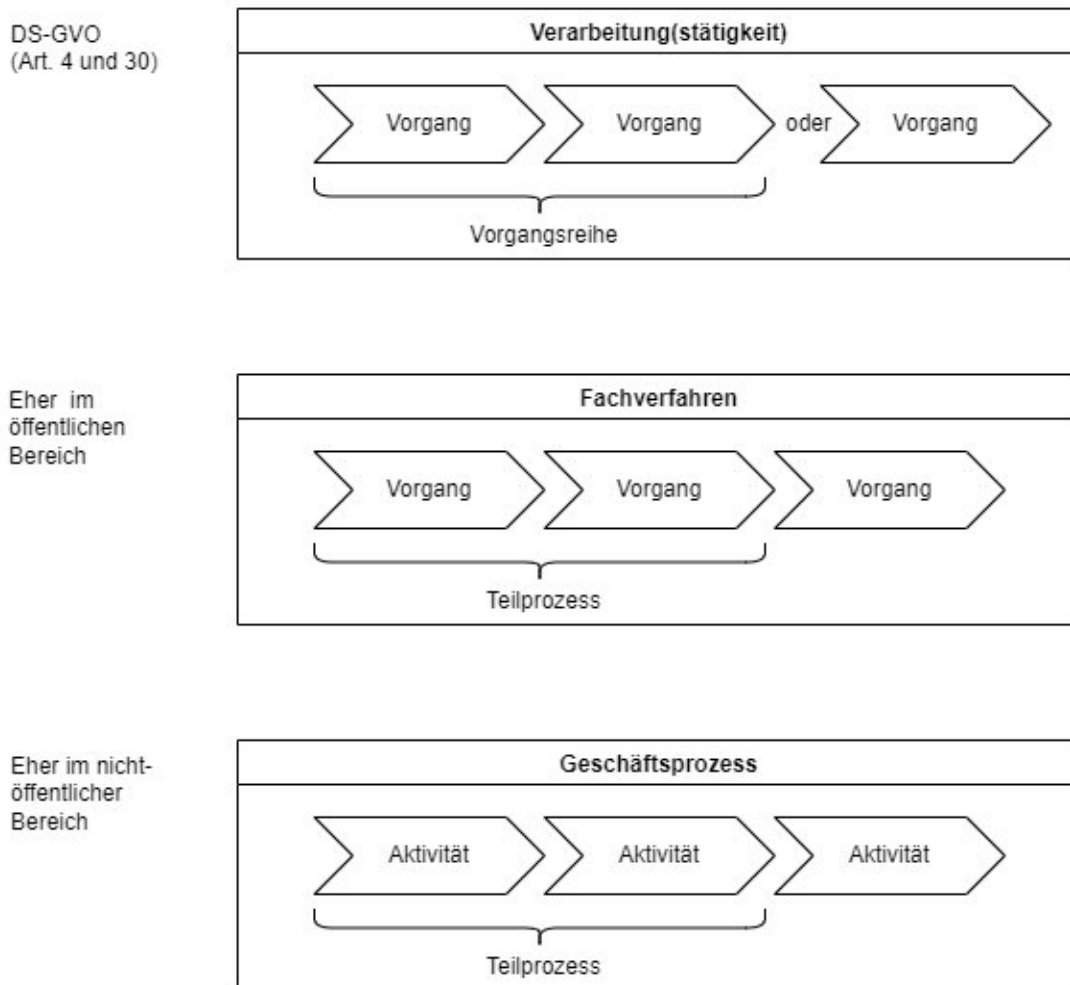 DS-GVO
(Art. 4 und 30)
Verarbeitung(stätigkeit)
Vorgang
Vorgang
oder
Vorgang
Vorgangsreihe
Eher im
öffentlichen
Bereich
Fachverfahren
Vorgang
Vorgang
Vorgang
Teilprozess
Eher im nicht-
öffentlicher
Bereich
Geschäftsprozess
Aktivität
Aktivität
Aktivität
Teilprozess